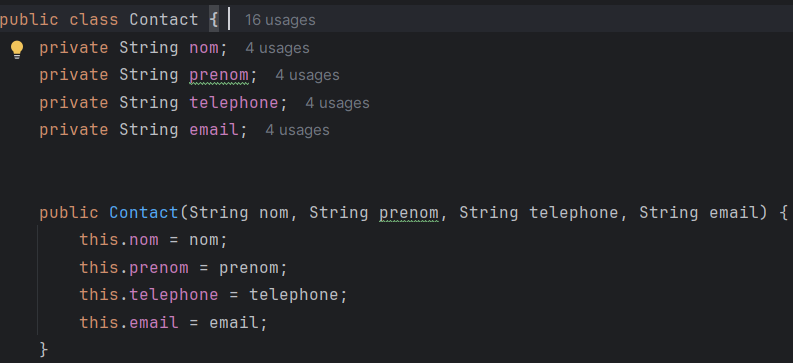 public class Contact { 16 usages
private String nom; 4 usages
private String prenom; 4 usages
private String telephone; 4 usages
private String email; 4 usages
public Contact(String nom, String prenom, String telephone, String email) {
this.nom = nom;
this.prenom = prenom;
this.telephone = telephone;
this.email = email;
}